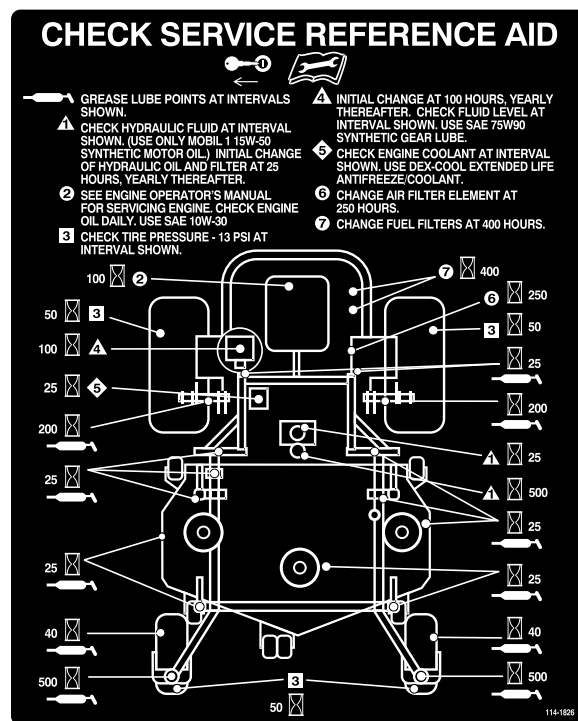 CHECK SERVICE REFERENCE AID
GREASE LUBE POINTS AT INTERVALS
SHOWN.
1 CHECK HYDRAULIC FLUID AT INTERVAL
SHOWN. (USE ONLY MOBIL 1 15W-50
SYNTHETIC MOTOR OIL.) INITIAL CHANGE
OF HYDRAULIC OIL AND FILTER AT 25
HOURS, YEARLY THEREAFTER.
2 SEE ENGINE OPERATOR'S MANUAL
FOR SERVICING ENGINE. CHECK ENGINE
OIL DAILY. USE SAE 10W-30
3 CHECK TIRE PRESSURE - 13 PSI AT
INTERVAL SHOWN.
4 INITIAL CHANGE AT 100 HOURS, YEARLY
THEREAFTER. CHECK FLUID LEVEL AT
INTERVAL SHOWN. USE SAE 75W90
SYNTHETIC GEAR LUBE.
5 CHECK ENGINE COOLANT AT INTERVAL
SHOWN. USE DEX-COOL EXTENDED LIFE
ANTIFREEZE/COOLANT.
6 CHANGE AIR FILTER ELEMENT AT
250 HOURS.
7 CHANGE FUEL FILTERS AT 400 HOURS.
100 2
7 400
6 250
50 3
3 50
100 4
25
25 5
200
200
1 25
25
1 500
25
25
25
40
40
500
500
3
50
114-1826